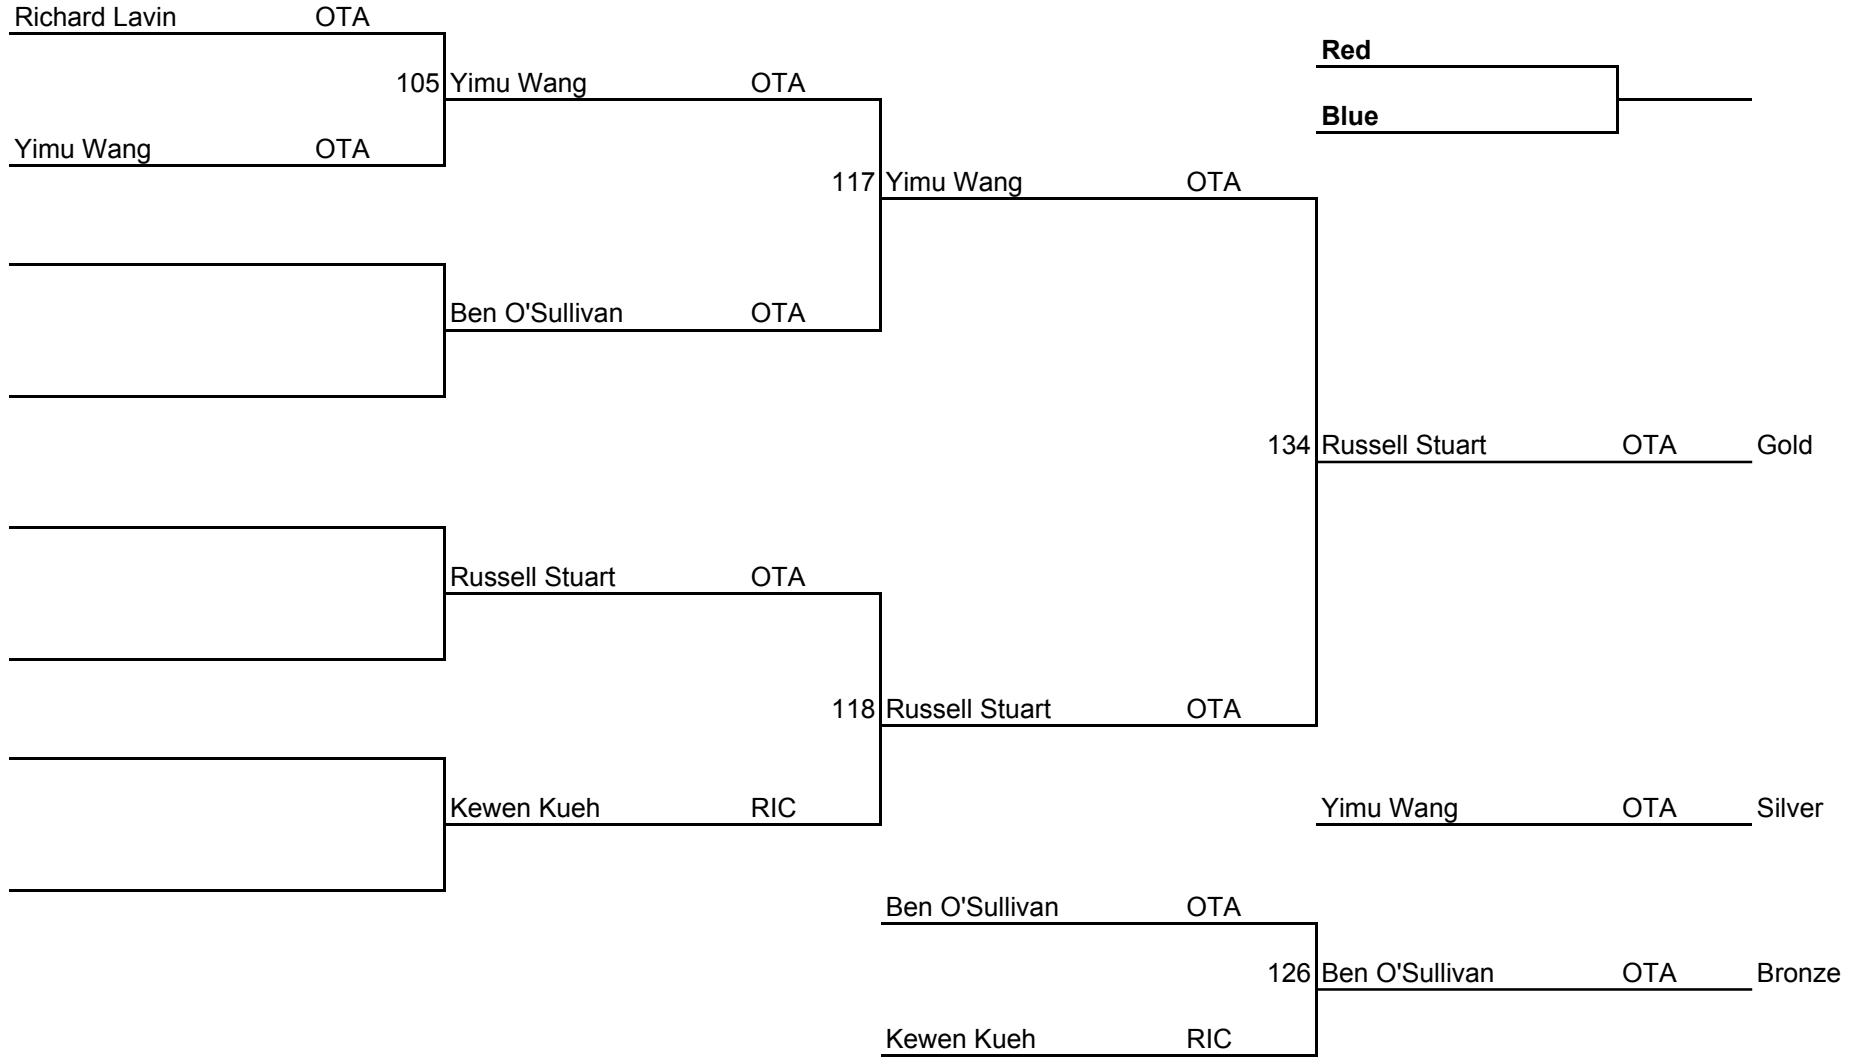 Richard Lavin OTA
Red
105 Yimu Wang OTA
Blue
Yimu Wang OTA
117 Yimu Wang OTA
Ben O'Sullivan OTA
134 Russell Stuart OTA Gold
Russell Stuart OTA
118 Russell Stuart OTA
Kewen Kueh RIC
Yimu Wang OTA Silver
Ben O'Sullivan OTA
126 Ben O'Sullivan OTA Bronze
Kewen Kueh RIC